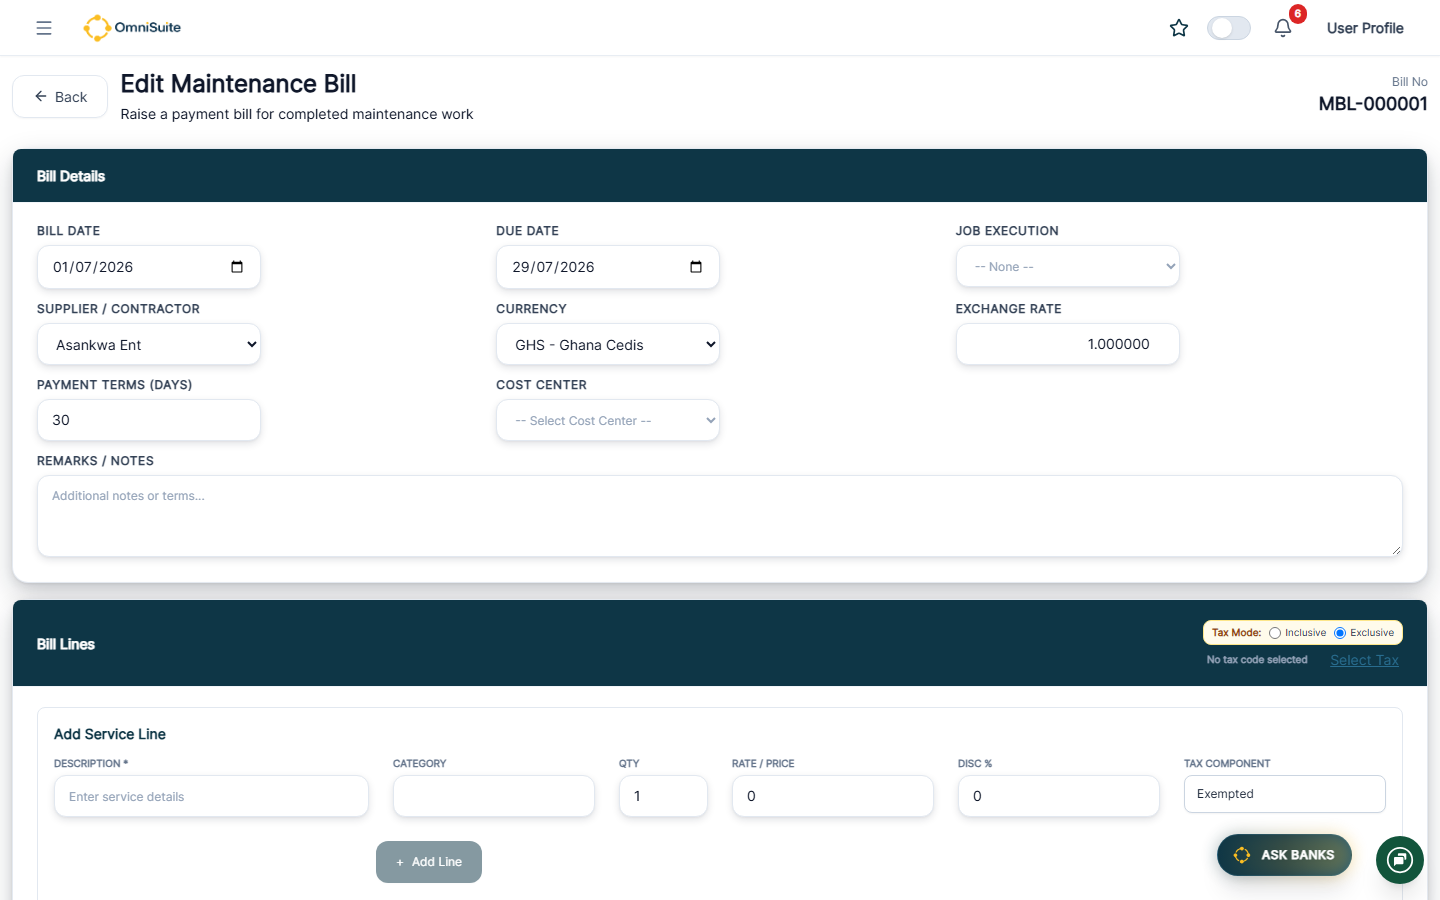 OmniSuite
6
User Profile
Back
Edit Maintenance Bill
Raise a payment bill for completed maintenance work
Bill No
MBL-000001
Bill Details
BILL DATE
DUE DATE
JOB EXECUTION
01/07/2026
29/07/2026
-- None --
SUPPLIER / CONTRACTOR
CURRENCY
EXCHANGE RATE
Asankwa Ent
GHS - Ghana Cedis
1.000000
PAYMENT TERMS (DAYS)
COST CENTER
30
-- Select Cost Center --
REMARKS / NOTES
Additional notes or terms...
Bill Lines
Tax Mode: Inclusive Exclusive
No tax code selected Select Tax
Add Service Line
DESCRIPTION *
CATEGORY
QTY
RATE / PRICE
DISC %
TAX COMPONENT
Enter service details
1
0
0
Exempted
+ Add Line
ASK BANKS